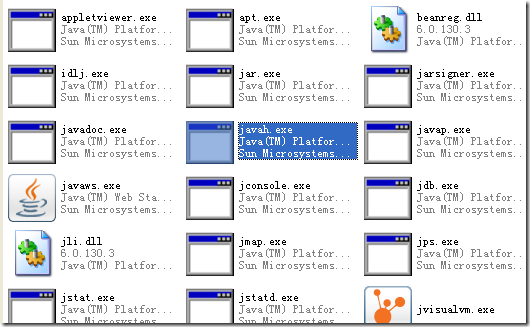 appletviewer.exe
Java(TM) Platfor...
Sun Microsystems...
apt.exe
Java(TM) Platfor...
Sun Microsystems...
beanreg.dll
6.0.130.3
Java(TM) Platfor...
idlj.exe
Java(TM) Platfor...
Sun Microsystems...
jar.exe
Java(TM) Platfor...
Sun Microsystems...
jarsigner.exe
Java(TM) Platfor...
Sun Microsystems...
javadoc.exe
Java(TM) Platfor...
Sun Microsystems...
javah.exe
Java(TM) Platfor...
Sun Microsystems...
javap.exe
Java(TM) Platfor...
Sun Microsystems...
javaws.exe
Java(TM) Web Sta...
Sun Microsystems...
jconsole.exe
Java(TM) Platfor...
Sun Microsystems...
jdb.exe
Java(TM) Platfor...
Sun Microsystems...
jli.dll
6.0.130.3
Java(TM) Platfor...
jmap.exe
Java(TM) Platfor...
Sun Microsystems...
jps.exe
Java(TM) Platfor...
Sun Microsystems...
jstat.exe
Java(TM) Platfor...
Sun Microsystems...
jstatd.exe
Java(TM) Platfor...
Sun Microsystems...
jvisualvm.exe